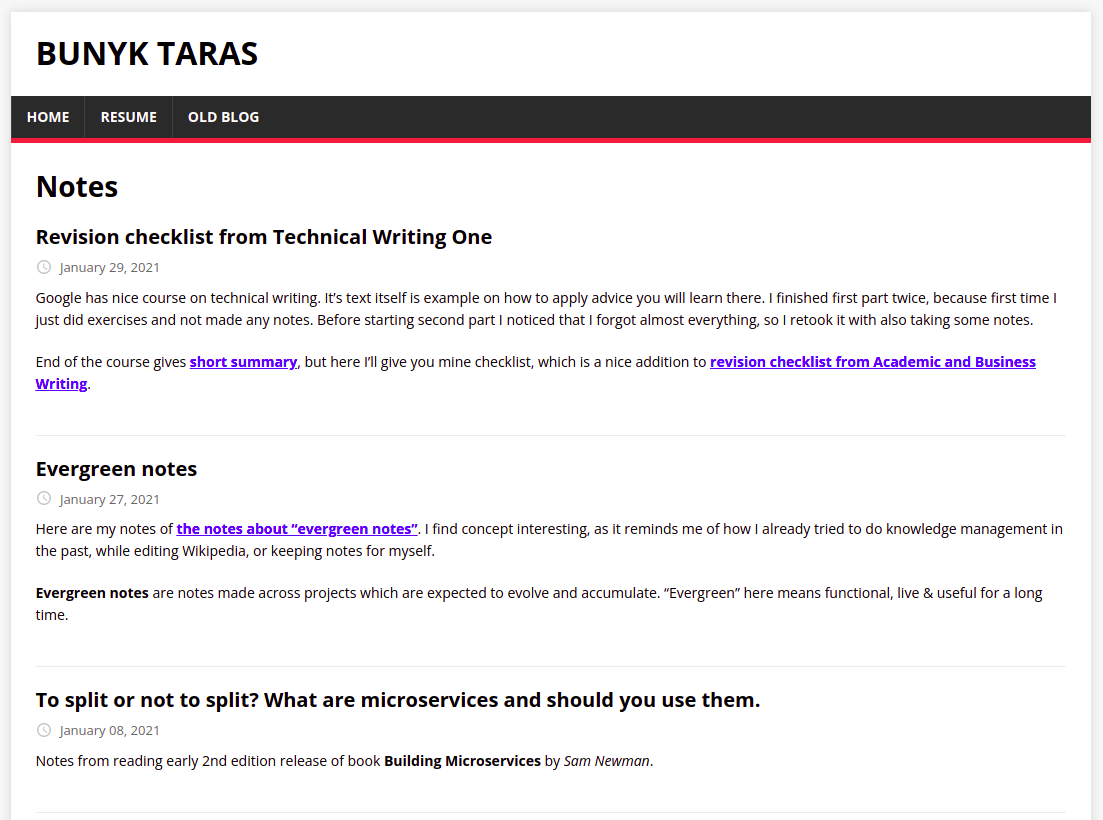 BUNYK TARAS
HOME RESUME OLD BLOG
Notes
Revision checklist from Technical Writing One
January 29, 2021
Google has nice course on technical writing. It’s text itself is example on how to apply advice you will learn there. I finished first part twice, because first time I
just did exercises and not made any notes. Before starting second part I noticed that I forgot almost everything, so I retook it with also taking some notes.
End of the course gives short summary, but here I’ll give you mine checklist, which is a nice addition to revision checklist from Academic and Business
Writing.
Evergreen notes
January 27, 2021
Here are my notes of the notes about “evergreen notes”. I find concept interesting, as it reminds me of how I already tried to do knowledge management in
the past, while editing Wikipedia, or keeping notes for myself.
Evergreen notes are notes made across projects which are expected to evolve and accumulate. “Evergreen” here means functional, live & useful for a long
time.
To split or not to split? What are microservices and should you use them.
January 08, 2021
Notes from reading early 2nd edition release of book Building Microservices by Sam Newman.